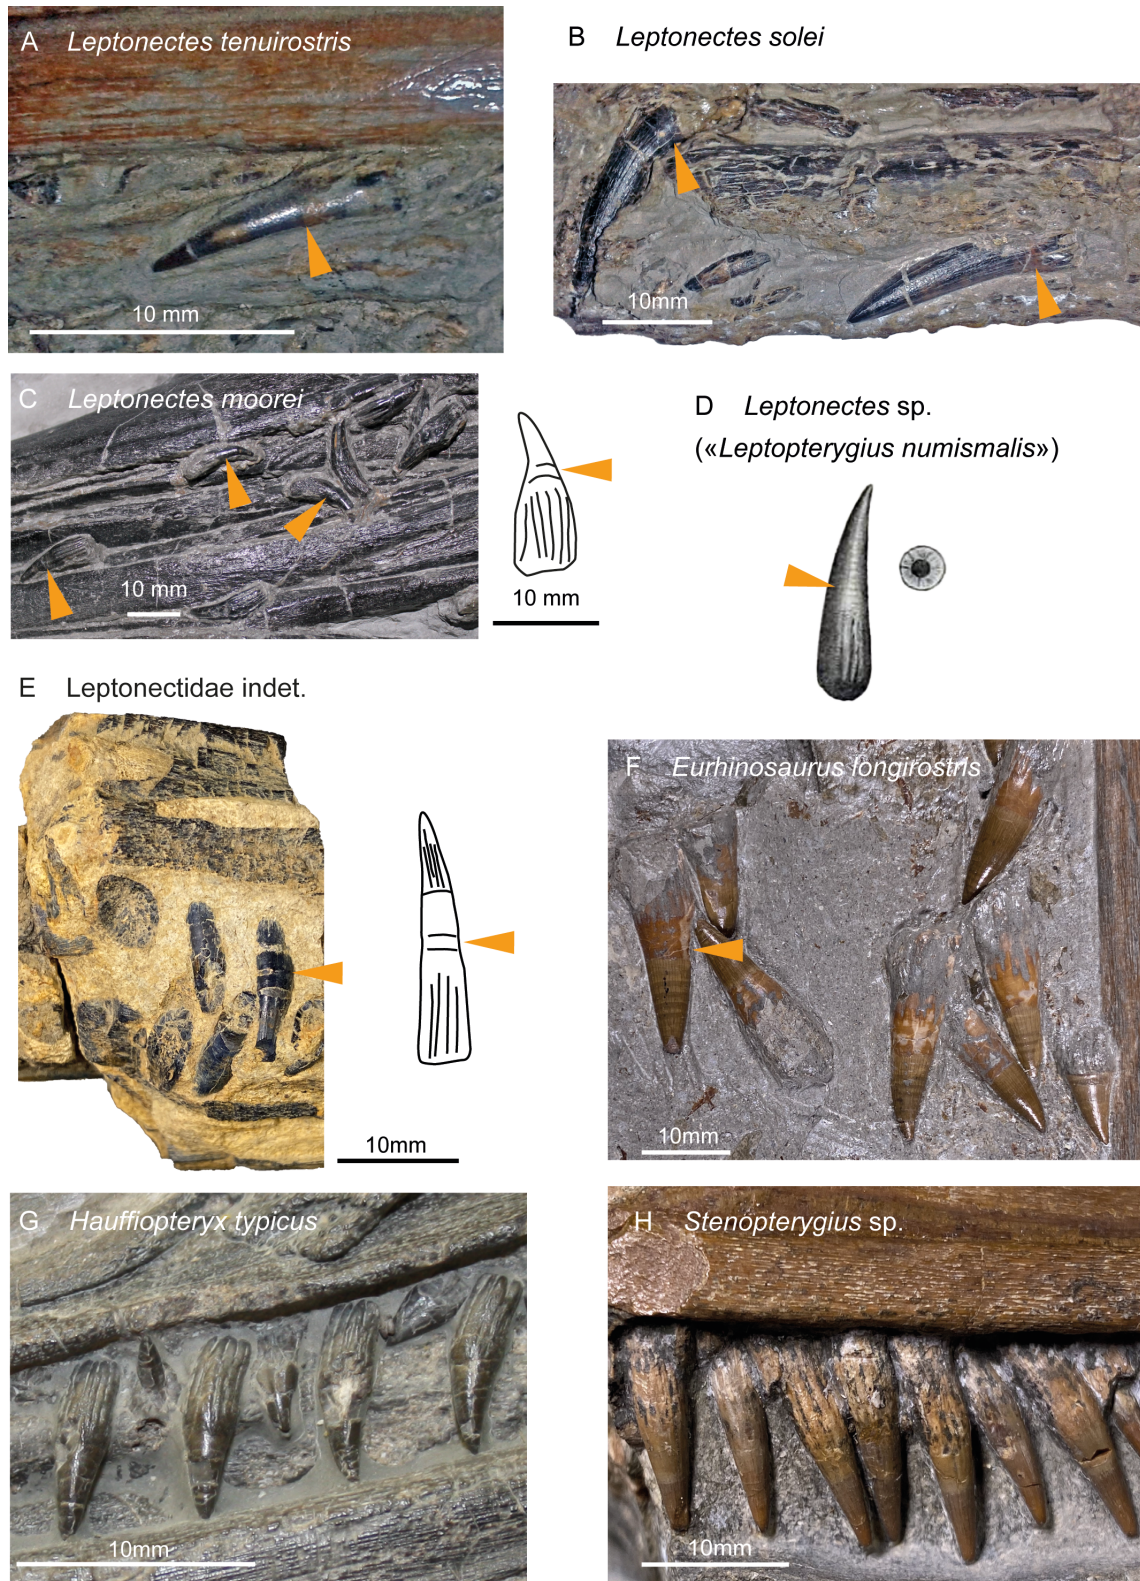 A Leptonectes tenuirostris
10 mm
B Leptonectes solei
10mm
C Leptonectes moorei
10 mm
10 mm
D Leptonectes sp.
(«Leptopterygius numismalis»)
E Leptonectidae indet.
10mm
F Eurhinosaurus longirostris
10mm
G Hauffiopteryx typicus
10mm
H Stenopterygius sp.
10mm